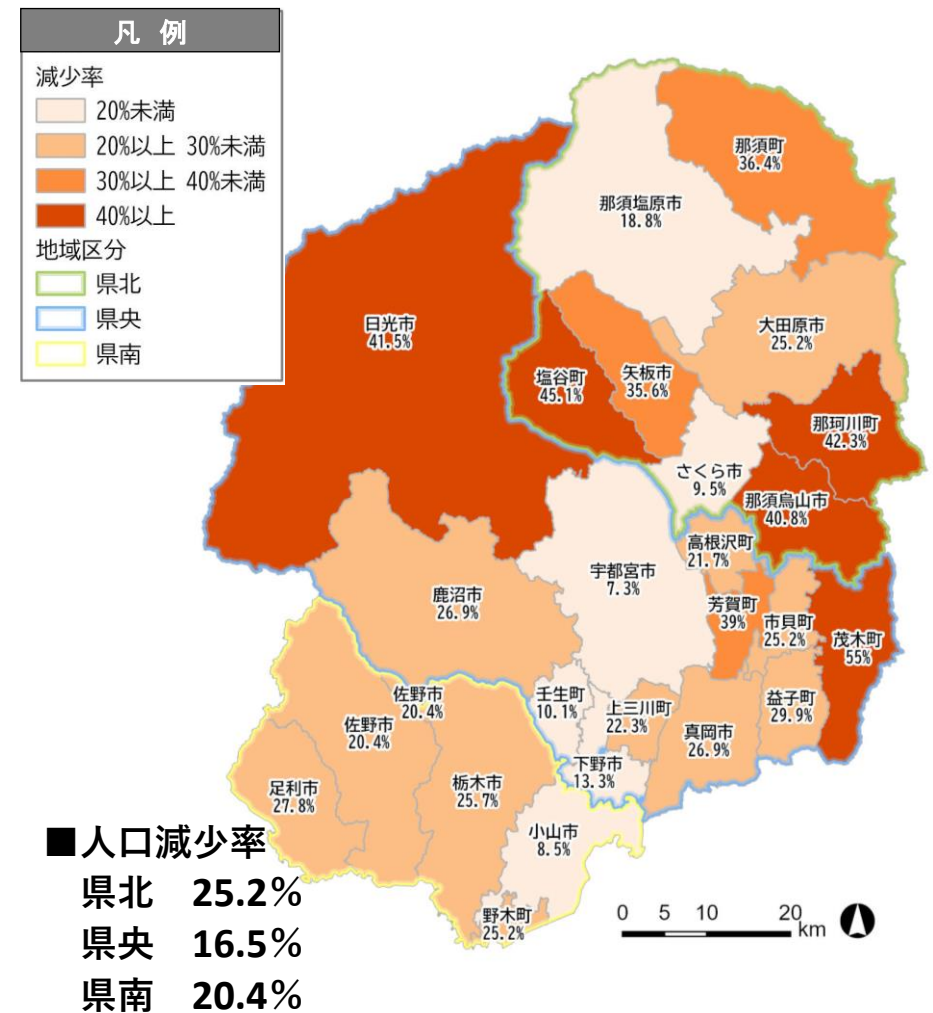 凡 例
減少率
20%未満
20%以上 30%未満
30%以上 40%未満
40%以上
地域区分
県北
県央
県南
那須町
36.4%
那須塩原市
18.8%
大田原市
25.2%
日光市
41.5%
塩谷町
45.1%
矢板市
35.6%
那珂川町
42.3%
さくら市
9.5%
那須烏山市
40.8%
高根沢町
21.7%
宇都宮市
7.3%
鹿沼市
26.9%
芳賀町
39%
市貝町
25.2%
茂木町
55%
佐野市
20.4%
壬生町
10.1%
上三川町
22.3%
益子町
29.9%
佐野市
20.4%
真岡市
26.9%
下野市
13.3%
足利市
27.8%
栃木市
25.7%
小山市
8.5%
野木町
25.2%
■人口減少率
県北 25.2%
県央 16.5%
県南 20.4%
0 5 10 20
km